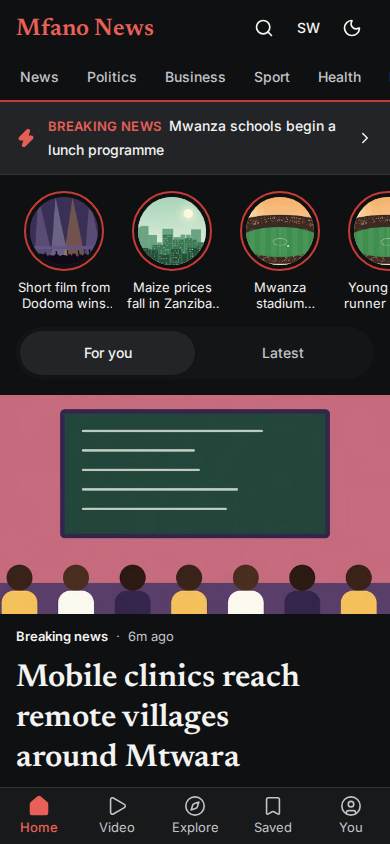 Mfano News
SW
News Politics Business Sport Health
BREAKING NEWS Mwanza schools begin a
lunch programme
Short film from
Dodoma wins..
Maize prices
fall in Zanziba..
Mwanza
stadium...
Young
runner
For you
Latest
Breaking news · 6m ago
Mobile clinics reach
remote villages
around Mtwara
Home Video Explore Saved You